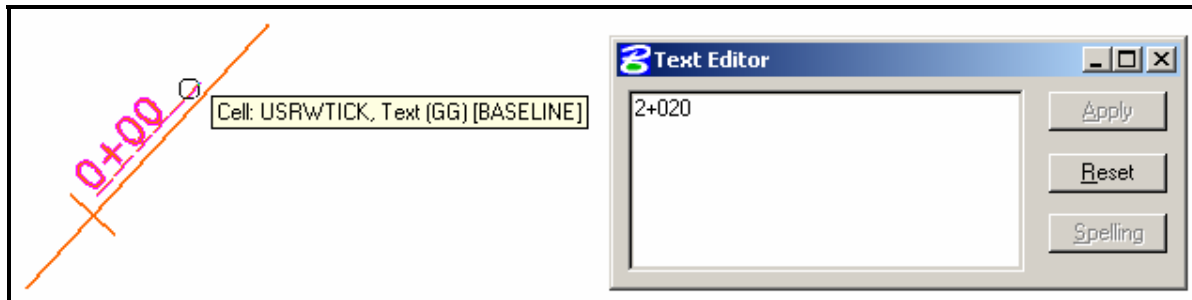 0+00
Cell: USRWTICK, Text (GG) [BASELINE]
Text Editor
2+020
Apply
Reset
Spelling